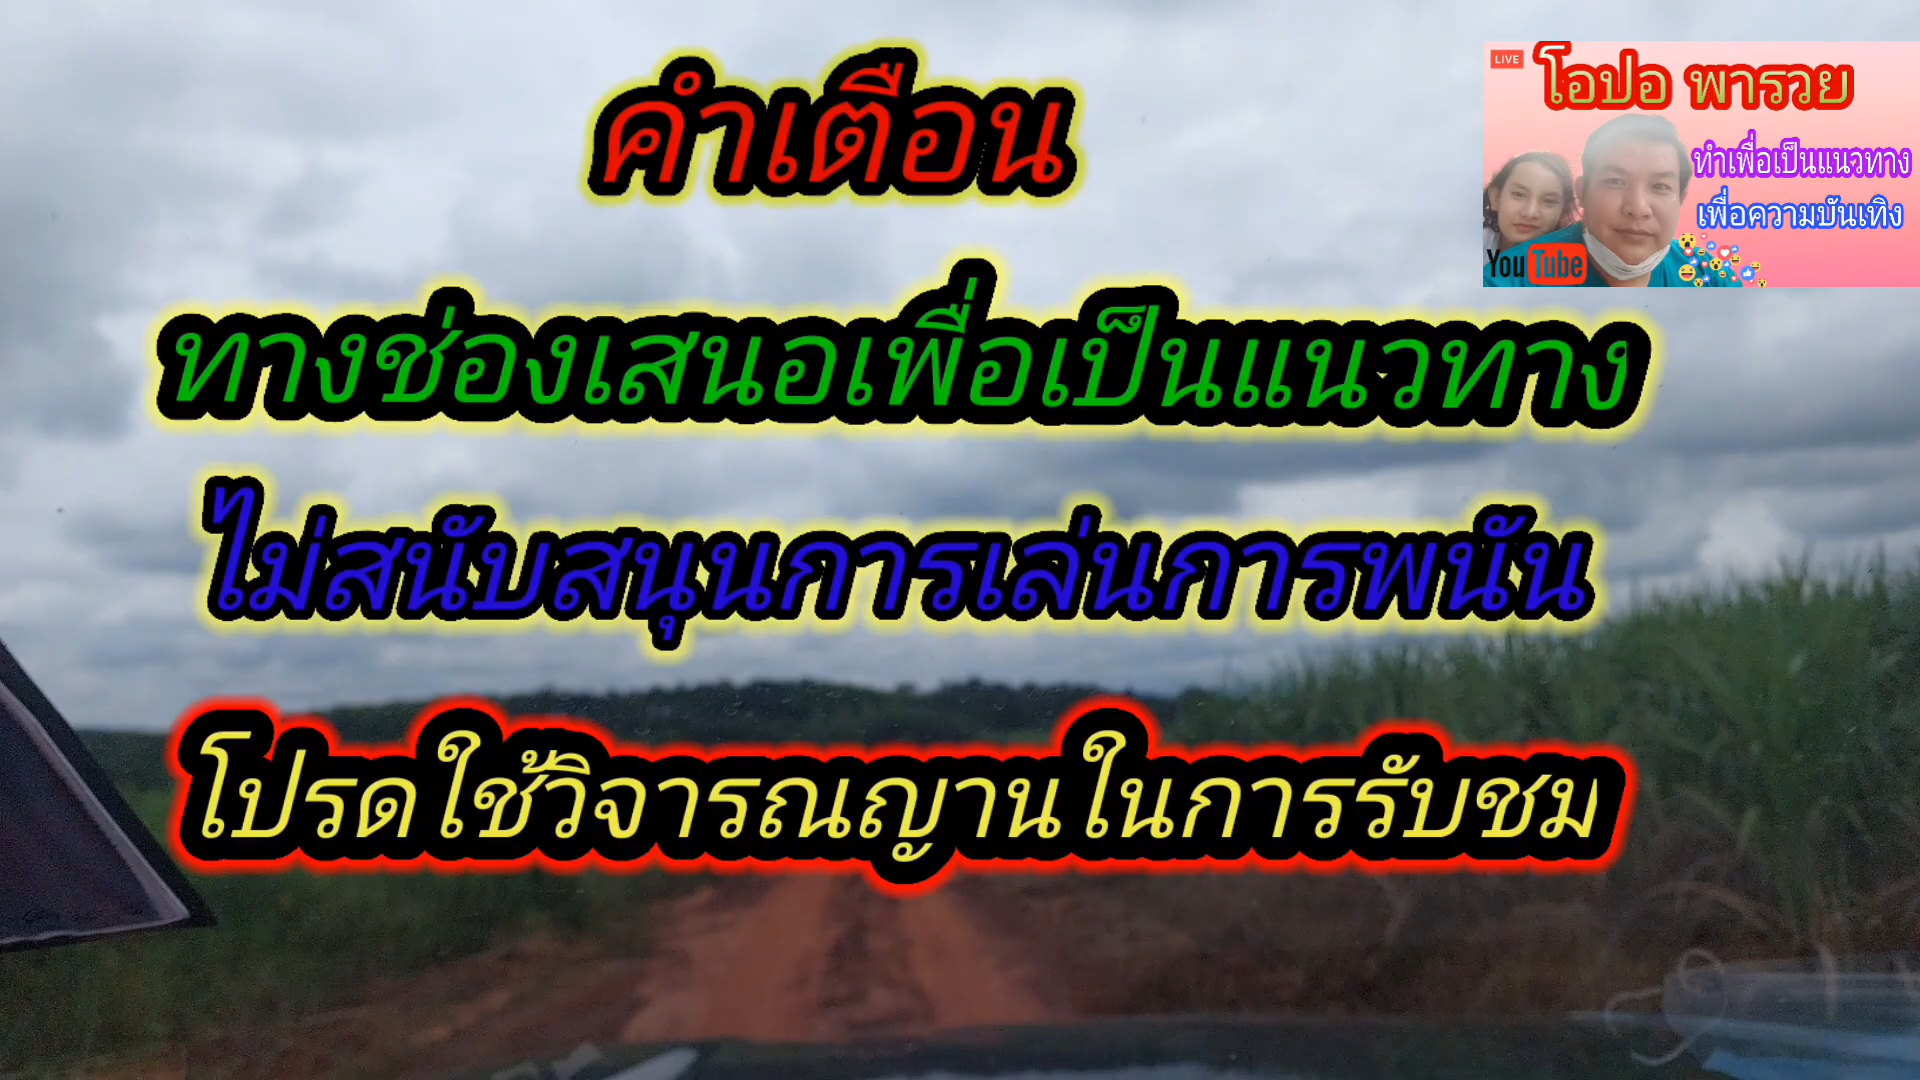 คำเตือน
LIVE
โอปอ พารวย
ทำเพื่อเป็นแนวทาง
เพื่อความบันเทิง
YouTube
ทางช่องเสนอเพื่อเป็นแนวทาง
ไม่สนับสนุนการเล่นการพนัน
โปรดใช้วิจารณญานในการรับชม